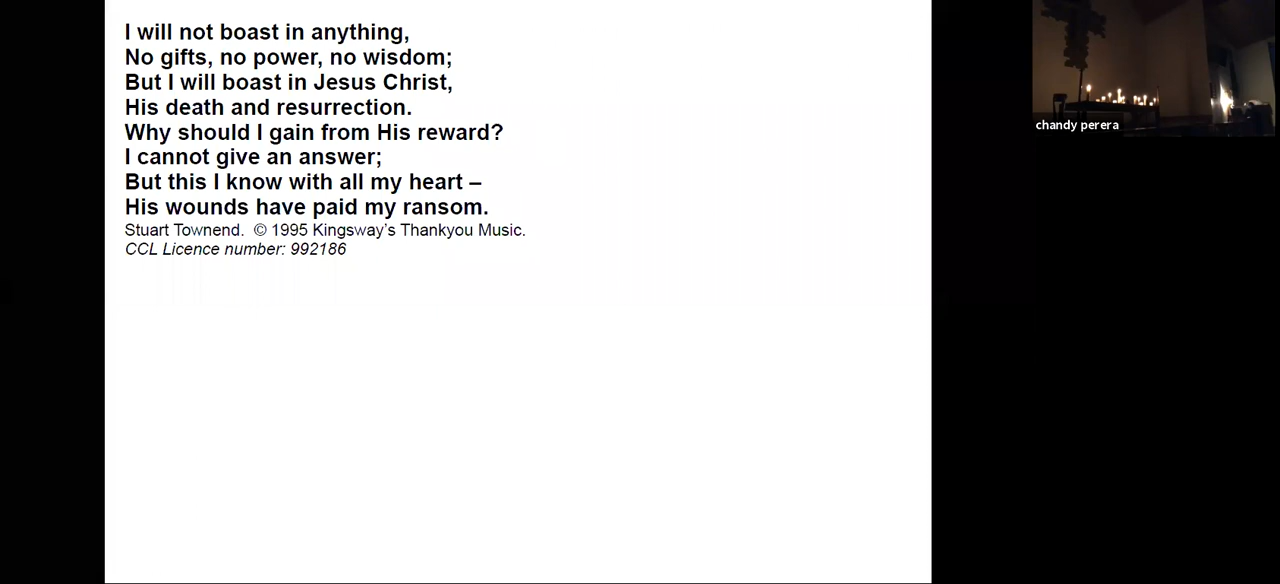 I will not boast in anything,
No gifts, no power, no wisdom;
But I will boast in Jesus Christ,
His death and resurrection.
Why should I gain from His reward?
I cannot give an answer;
But this I know with all my heart –
His wounds have paid my ransom.
Stuart Townend.  © 1995 Kingsway’s Thankyou Music.
CCL Licence number: 992186
chandy perera